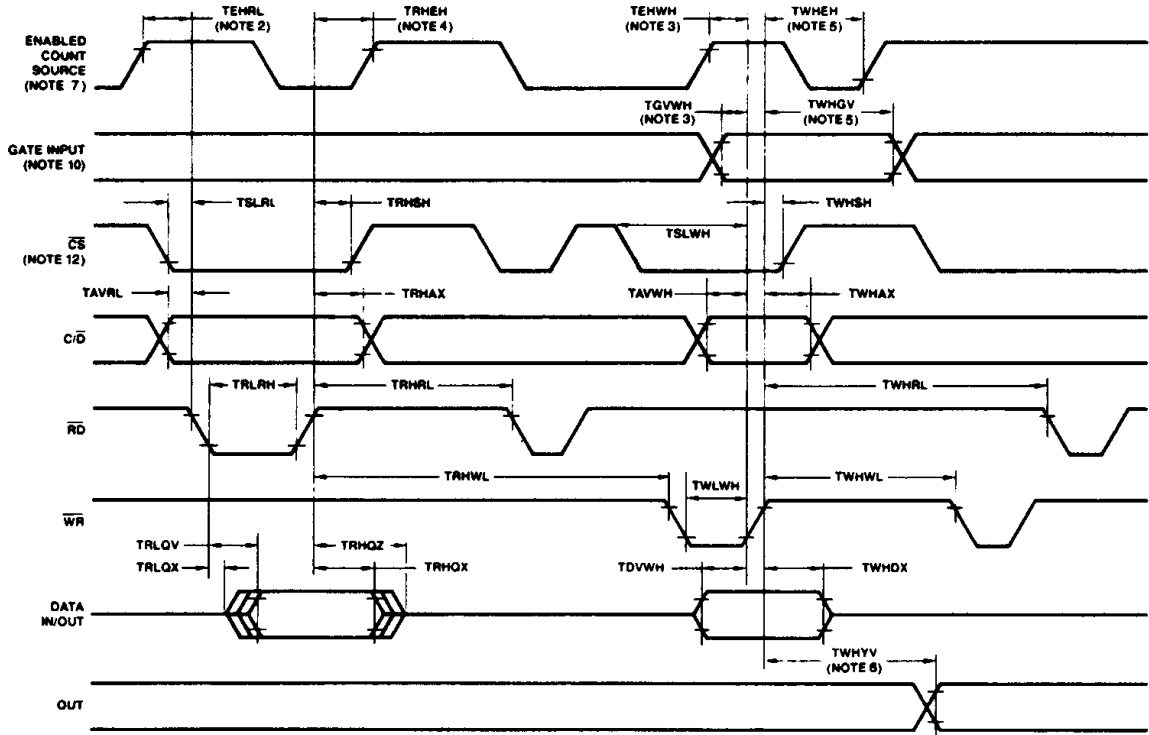 TEHRL
(NOTE 2)
TRHEH
(NOTE 4)
TEHWH
(NOTE 3)
TWHEH
(NOTE 5)
ENABLED
COUNT
SOURCE
(NOTE 7)
TGVWH
(NOTE 3)
TWHGV
(NOTE 5)
GATE INPUT
(NOTE 10)
TSLRL
TRHSH
TSLWH
TWHSH
CS
(NOTE 12)
TAVRL
TRHAX
TAVWH
TWHAX
C/D
TRLRH
TRHRL
TWHRL
RD
TRHWL
TWLWH
TWHWL
WR
TRLQV
TRHQZ
TRLQX
TRHQX
TDVWH
TWHDX
DATA
IN/OUT
TWHYV
(NOTE 6)
OUT